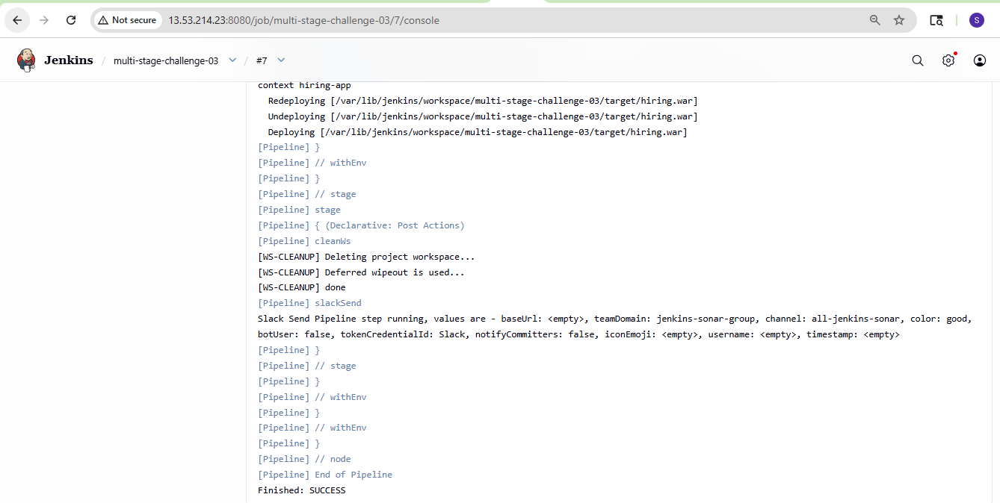 Not secure 13.53.214.23:8080/job/multi-stage-challenge-03/7/console S
Jenkins / multi-stage-challenge-03 / #7
context hiring-app
Redeploying [/var/lib/jenkins/workspace/multi-stage-challenge-03/target/hiring.war]
Undeploying [/var/lib/jenkins/workspace/multi-stage-challenge-03/target/hiring.war]
Deploying [/var/lib/jenkins/workspace/multi-stage-challenge-03/target/hiring.war]
[Pipeline] }
[Pipeline] // withEnv
[Pipeline] }
[Pipeline] // stage
[Pipeline] stage
[Pipeline] { (Declarative: Post Actions)
[Pipeline] cleanWs
[WS-CLEANUP] Deleting project workspace...
[WS-CLEANUP] Deferred wipeout is used...
[WS-CLEANUP] done
[Pipeline] slackSend
Slack Send Pipeline step running, values are - baseUrl: <empty>, teamDomain: jenkins-sonar-group, channel: all-jenkins-sonar, color: good,
botUser: false, tokenCredentialId: Slack, notifyCommitters: false, iconEmoji: <empty>, username: <empty>, timestamp: <empty>
[Pipeline] }
[Pipeline] // stage
[Pipeline] }
[Pipeline] // withEnv
[Pipeline] }
[Pipeline] // withEnv
[Pipeline] }
[Pipeline] // node
[Pipeline] End of Pipeline
Finished: SUCCESS